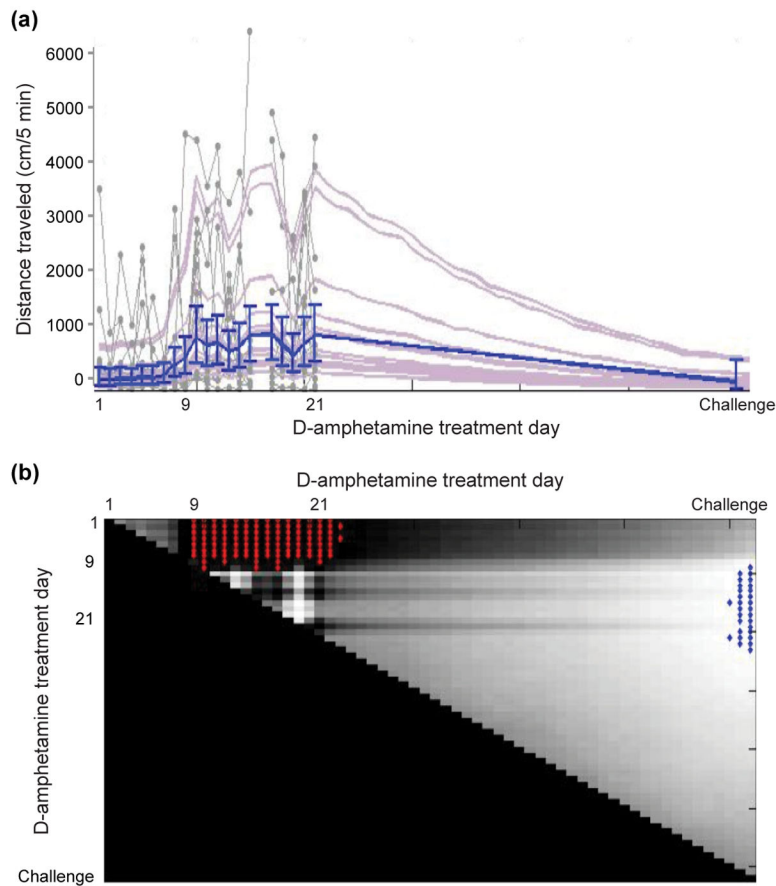 (a)
6000
5000
4000
3000
2000
1000
0
Distance traveled (cm/5 min)
1 9 21 Challenge
D-amphetamine treatment day
(b)
D-amphetamine treatment day
1 9 21 Challenge
1
9
21
Challenge
D-amphetamine treatment day